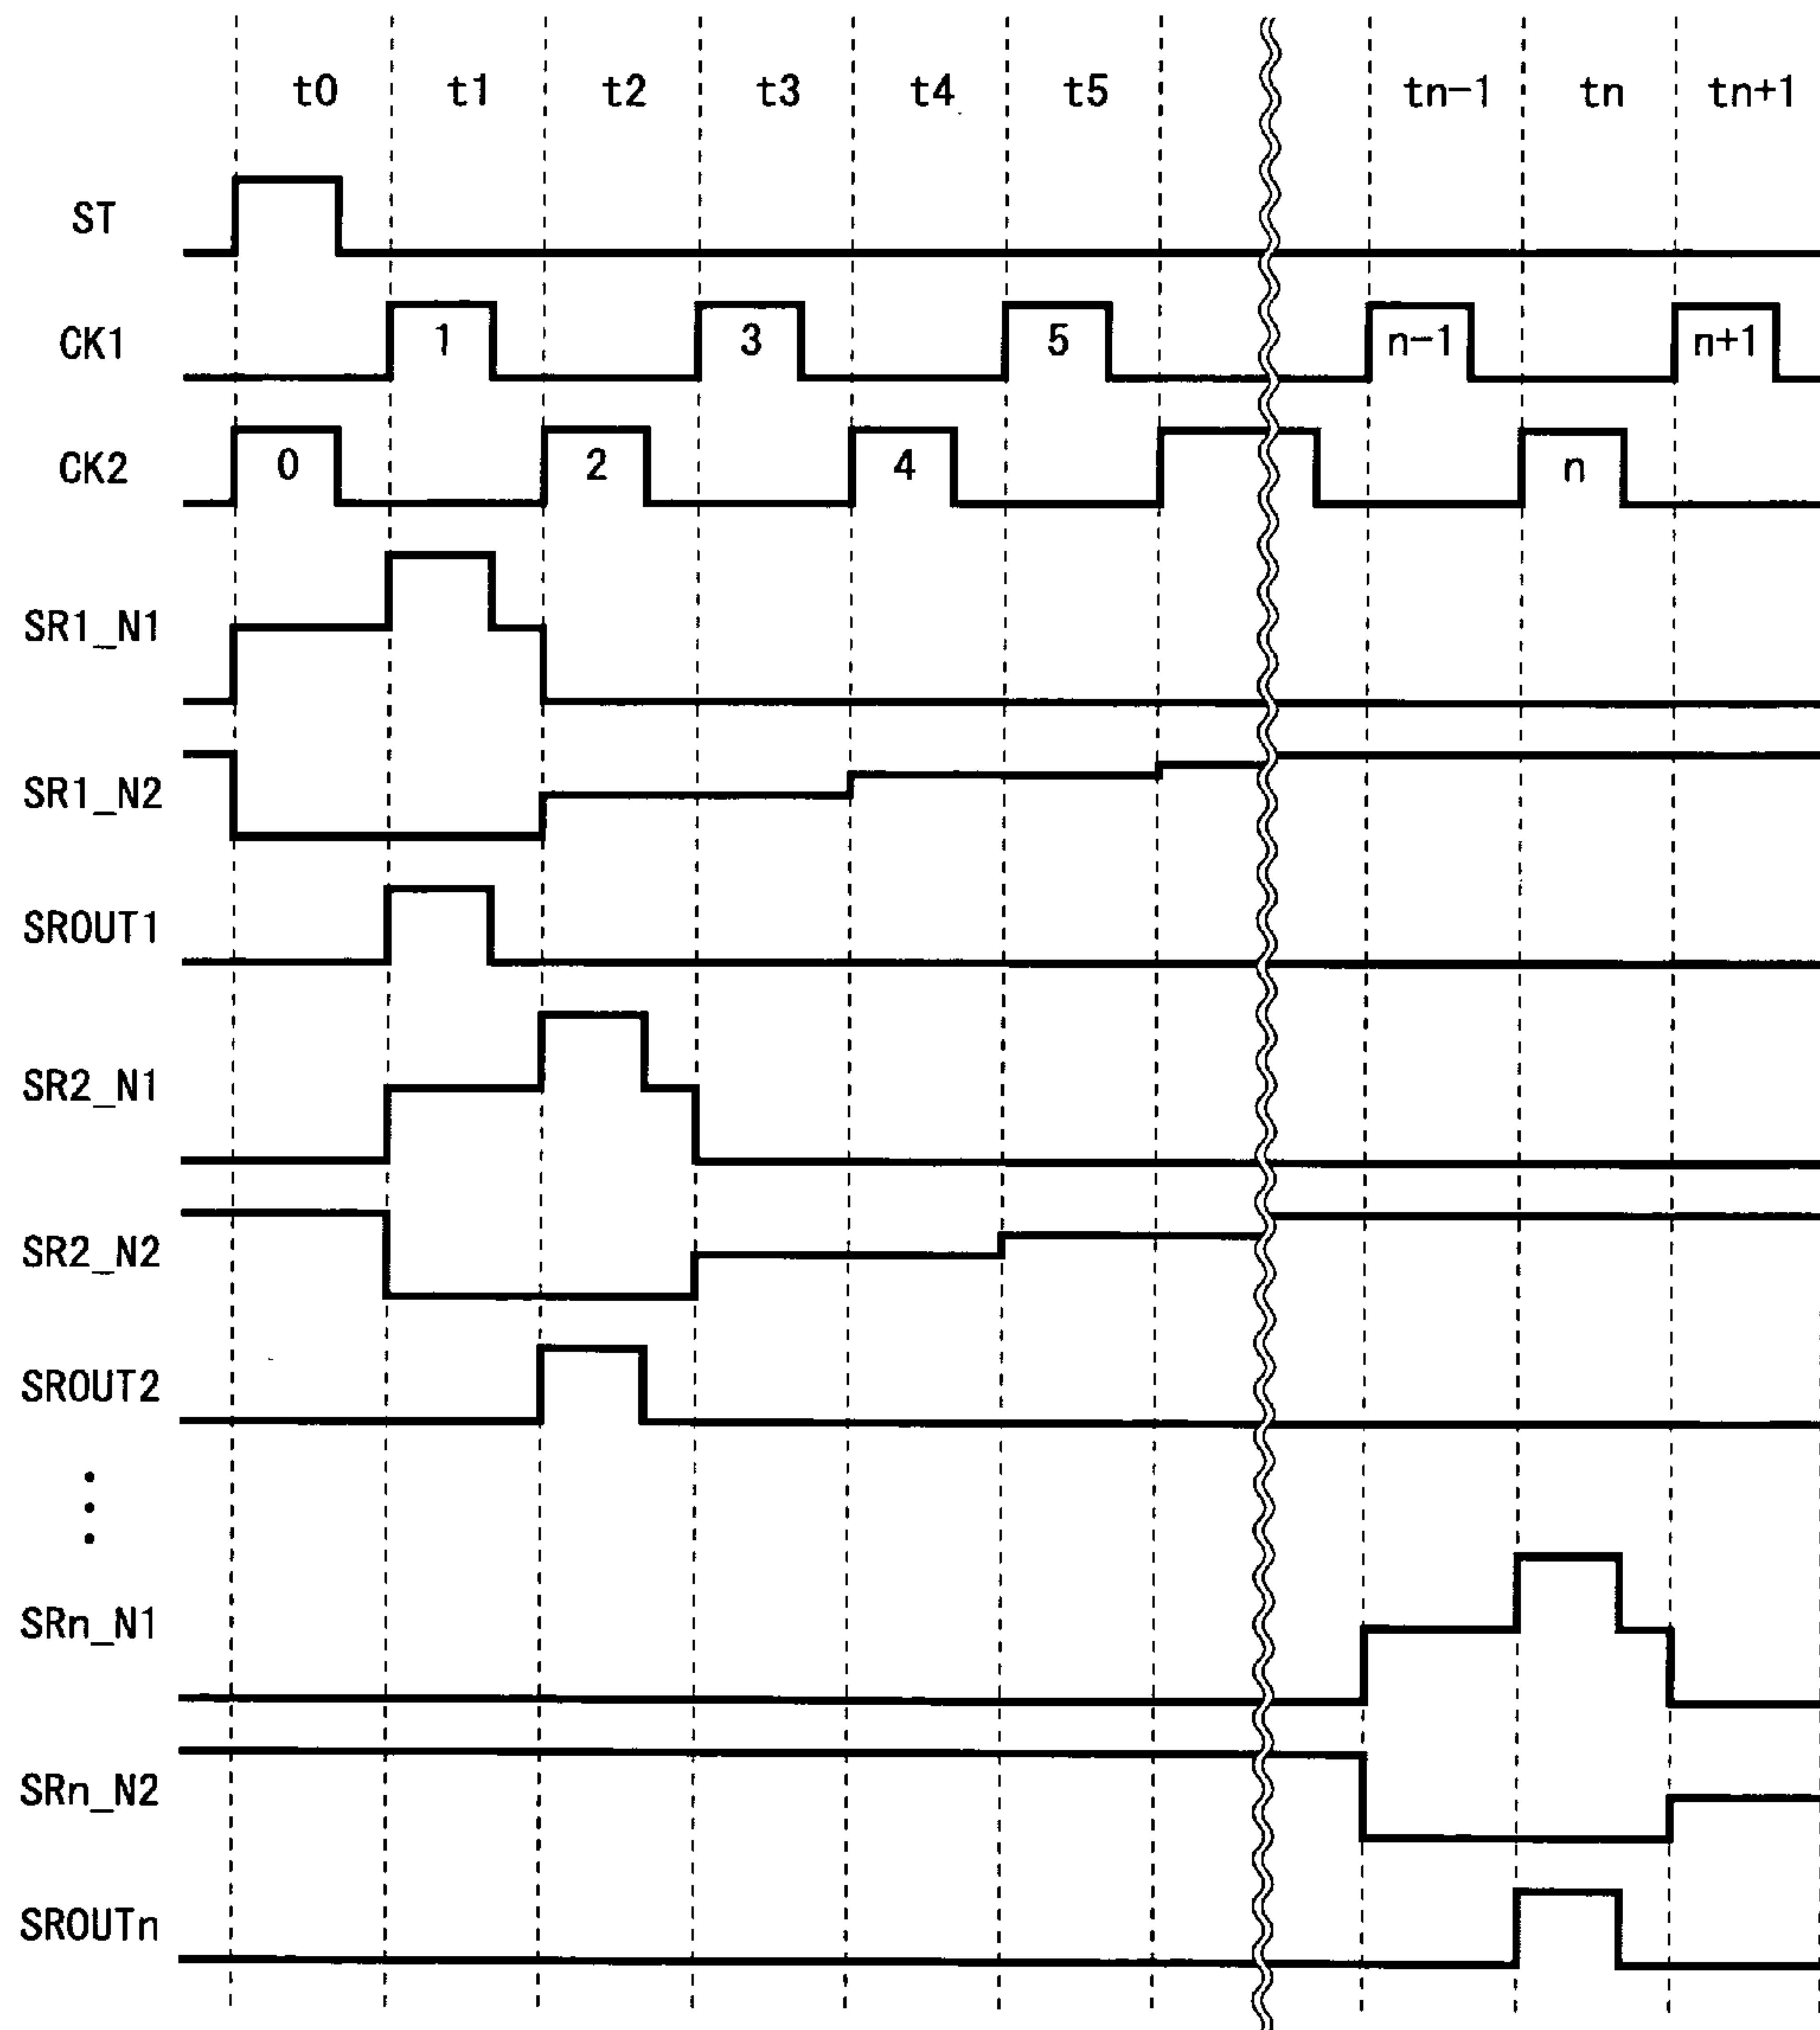 t0 t1 t2 t3 t4 t5 tn-1 tn tn+1
ST
CK1 1 3 5 n-1 n+1
CK2 0 2 4 n
SR1_N1
SR1_N2
SROUT1
SR2_N1
SR2_N2
SROUT2
SRn_N1
SRn_N2
SROUTn